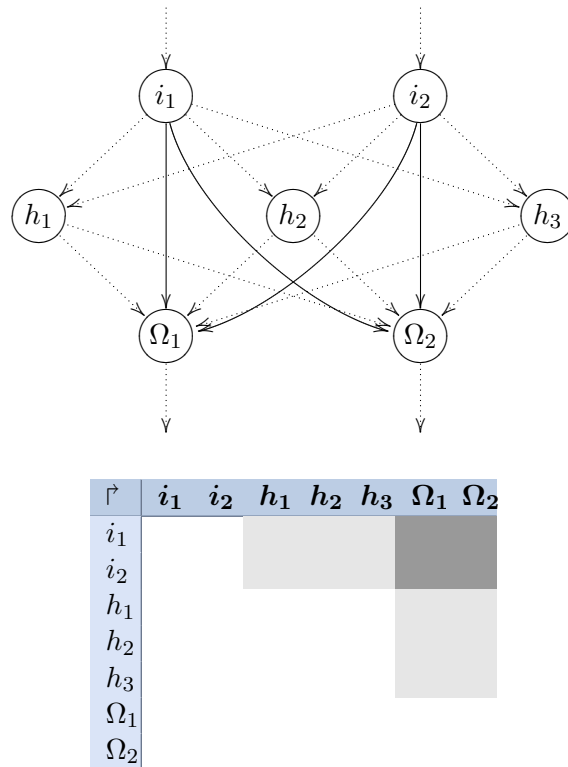 i₁ i₂
h₁ h₂ h₃
Ω₁ Ω₂
↱ i₁ i₂ h₁ h₂ h₃ Ω₁ Ω₂
i₁
i₂
h₁
h₂
h₃
Ω₁
Ω₂